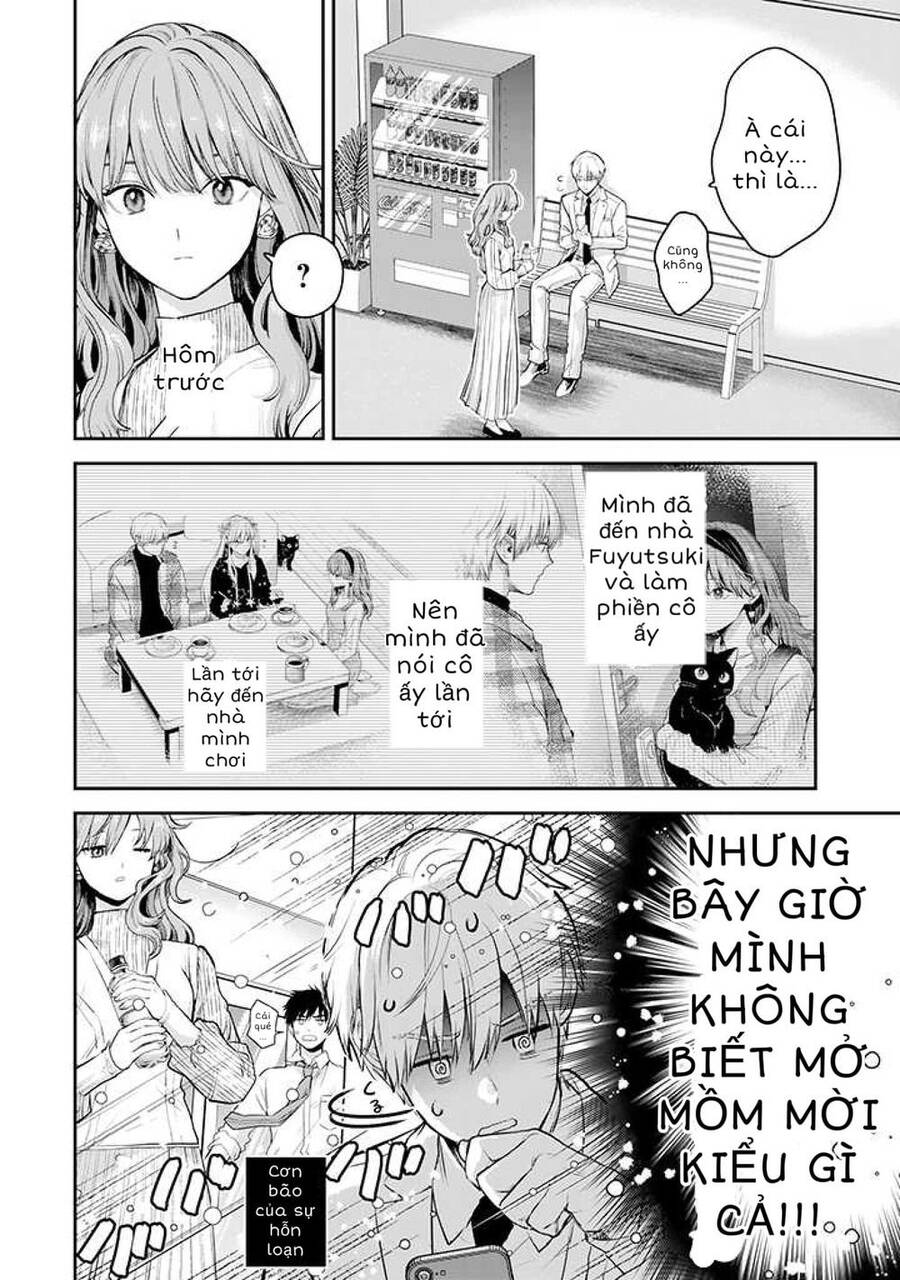 À cái
này...
thì là...
Cũng
không
...
?
Hôm
trước
Mình đã
đến nhà
Fuyutsuki
và làm
phiền cô
ấy
Nên
mình đã
nói cô
ấy lần
tới
Lần tới
hãy đến
nhà
mình
chơi
NHƯNG
BÂY GIỜ
MÌNH
KHÔNG
BIẾT MỞ
MỒM MỜI
KIỂU GÌ
CẢ!!!
Cái
qué
...
Cơn
bão
của sự
hỗn
loạn